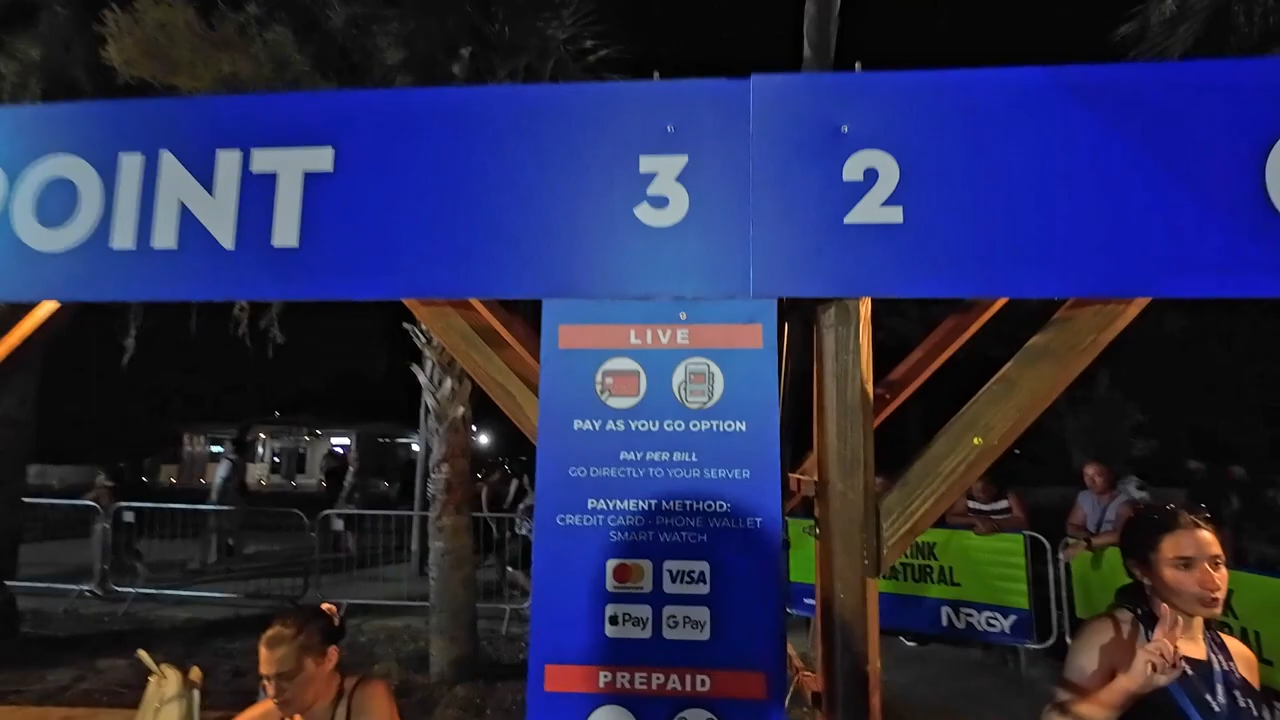 POINT
3
2
LIVE
PAY AS YOU GO OPTION
PAY PER BILL
GO DIRECTLY TO YOUR SERVER
PAYMENT METHOD:
CREDIT CARD • PHONE WALLET
SMART WATCH
mastercard
VISA
Pay
G Pay
PREPAID
NATURAL
NRGY